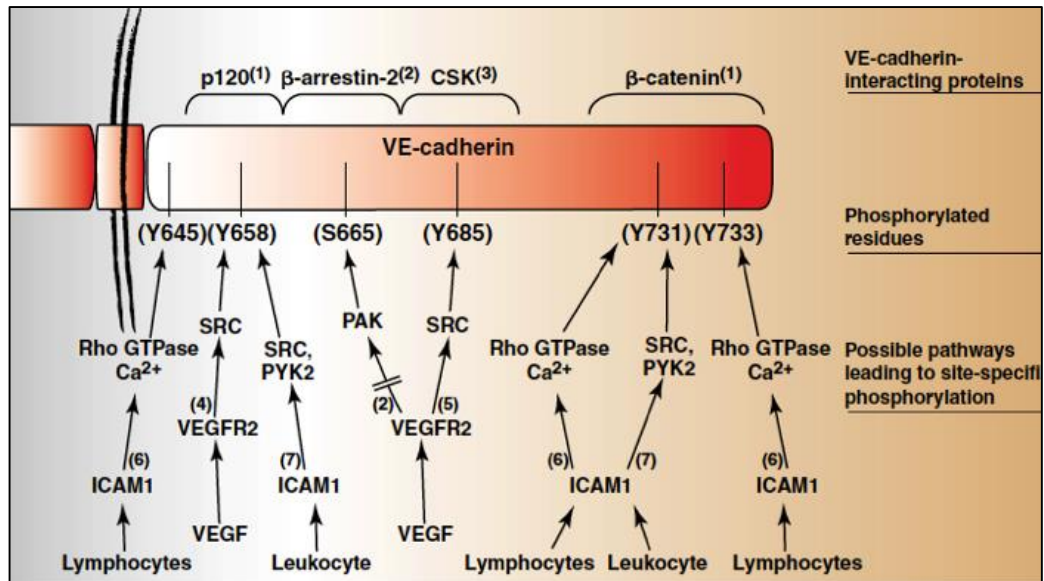 p120(1) β-arrestin-2(2) CSK(3) β-catenin(1)
VE-cadherin-
interacting proteins
VE-cadherin
(Y645)(Y658) (S665) (Y685) (Y731) (Y733)
Phosphorylated
residues
PAK
SRC SRC
Rho GTPase
Ca2+
SRC,
PYK2
Rho GTPase
Ca2+
SRC,
PYK2
Rho GTPase
Ca2+
Possible pathways
leading to site-specifi
phosphorylation
(4) (2) (5)
VEGFR2 VEGFR2
(6) (7) (6) (7) (6)
ICAM1 ICAM1 ICAM1 ICAM1
VEGF VEGF
Lymphocytes Leukocyte Lymphocytes Leukocyte Lymphocytes